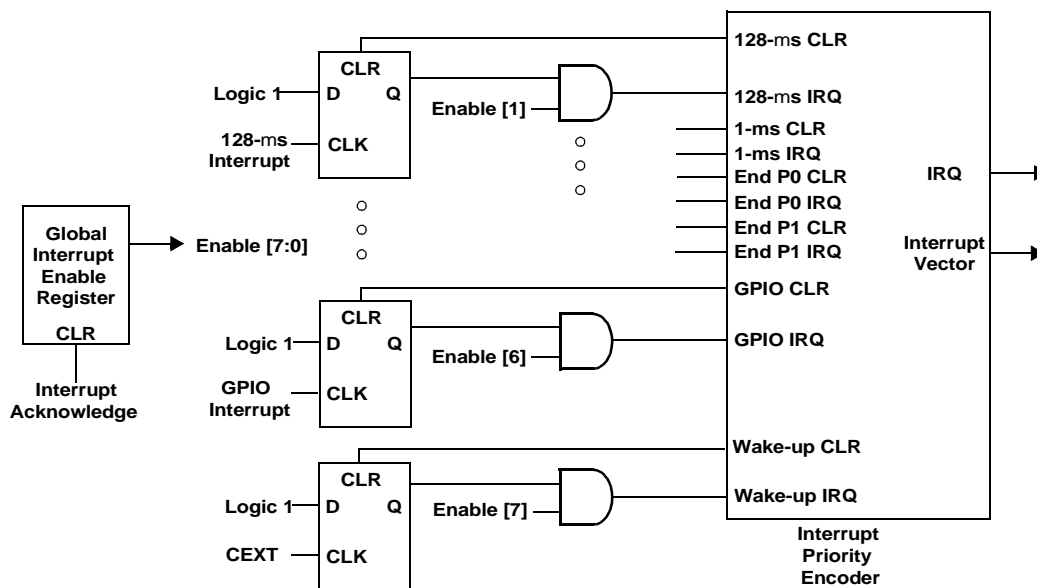 128-ms CLR
CLR
D Q
Logic 1
128-ms IRQ
Enable [1]
128-ms
Interrupt
CLK
1-ms CLR
1-ms IRQ
End P0 CLR
IRQ
End P0 IRQ
End P1 CLR
Global
Interrupt
Enable
Register
CLR
Enable [7:0]
End P1 IRQ
Interrupt
Vector
GPIO CLR
CLR
D Q
Logic 1
Enable [6]
GPIO IRQ
GPIO
Interrupt
CLK
Interrupt
Acknowledge
Wake-up CLR
CLR
D Q
Logic 1
Enable [7]
Wake-up IRQ
CEXT
CLK
Interrupt
Priority
Encoder